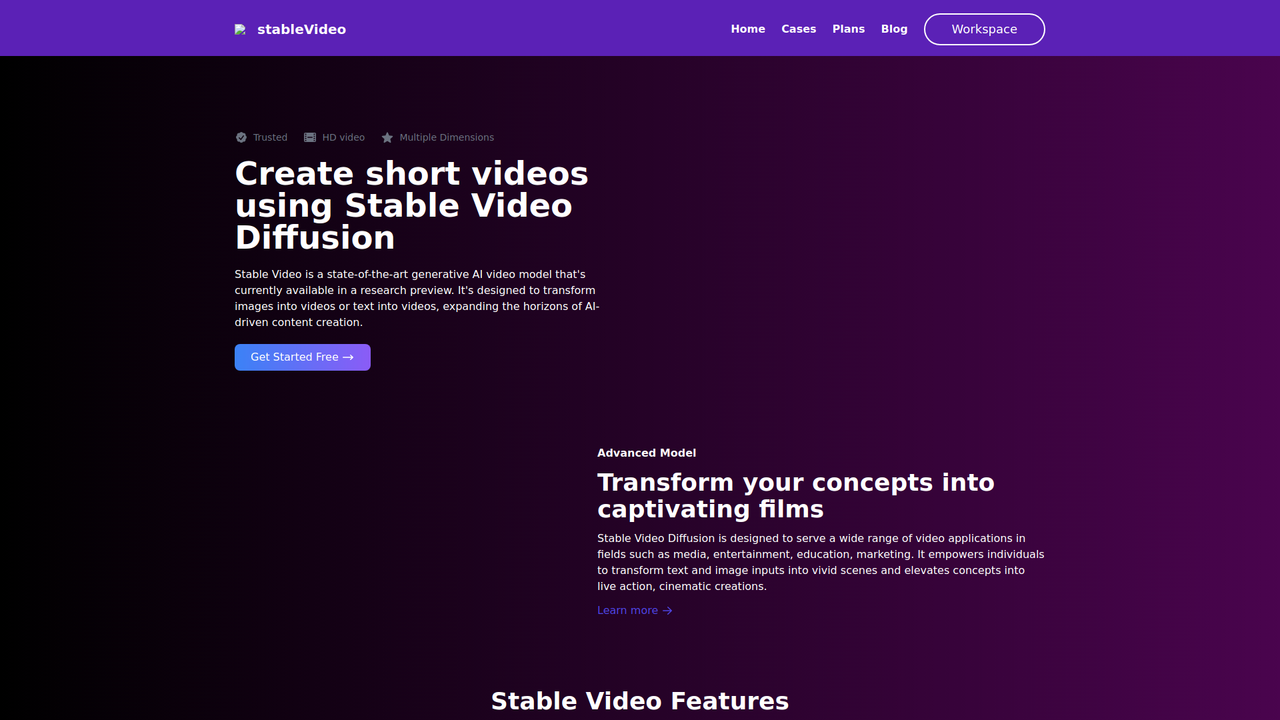 stableVideo
Home
Cases
Plans
Blog
Workspace
Trusted
HD video
Multiple Dimensions
Create short videos
using Stable Video
Diffusion
Stable Video is a state-of-the-art generative AI video model that's
currently available in a research preview. It's designed to transform
images into videos or text into videos, expanding the horizons of AI-
driven content creation.
Get Started Free →
Advanced Model
Transform your concepts into
captivating films
Stable Video Diffusion is designed to serve a wide range of video applications in
fields such as media, entertainment, education, marketing. It empowers individuals
to transform text and image inputs into vivid scenes and elevates concepts into
live action, cinematic creations.
Learn more →
Stable Video Features